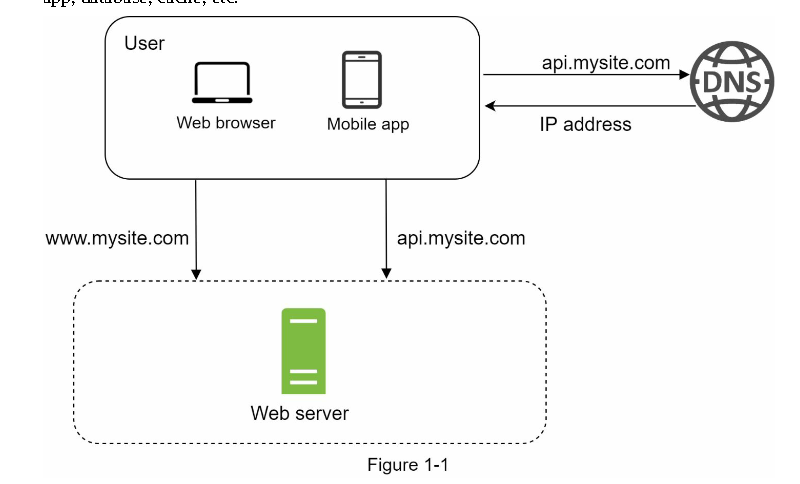 app, database, cache, etc.
User
api.mysite.com
DNS
Web browser
Mobile app
IP address
www.mysite.com
api.mysite.com
Web server
Figure 1-1